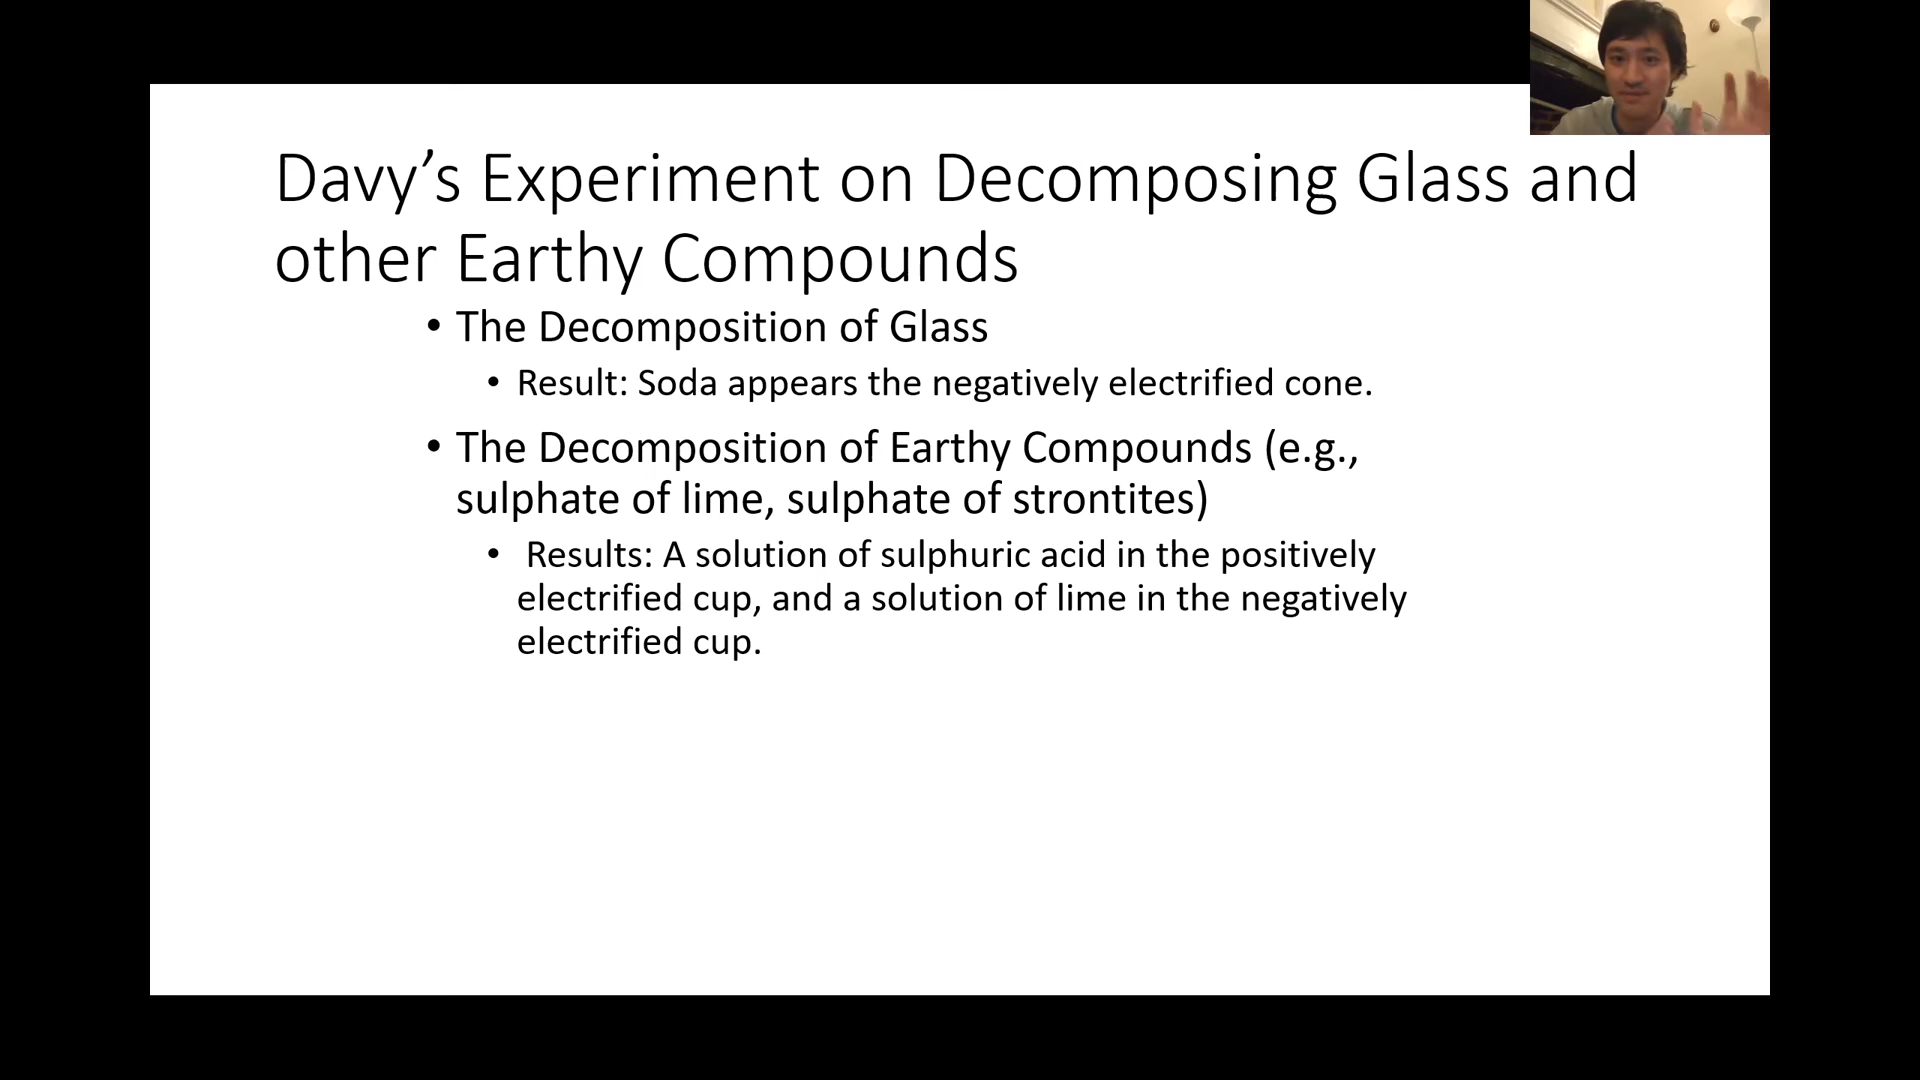 Davy’s Experiment on Decomposing Glass and
other Earthy Compounds
• The Decomposition of Glass
• Result: Soda appears the negatively electrified cone.
• The Decomposition of Earthy Compounds (e.g.,
sulphate of lime, sulphate of strontites)
• Results: A solution of sulphuric acid in the positively
electrified cup, and a solution of lime in the negatively
electrified cup.